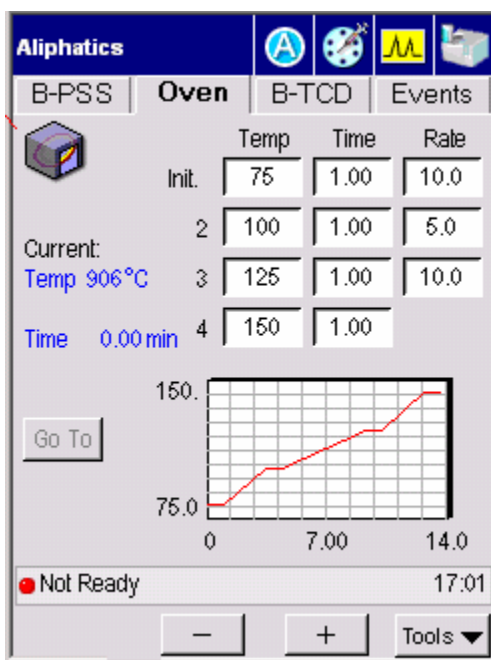 Aliphatics A
B-PSS Oven B-TCD Events
Temp Time Rate
Init. 75 1.00 10.0
2 100 1.00 5.0
Current:
Temp 906°C 3 125 1.00 10.0
Time 0.00 min 4 150 1.00
150.
Go To
75.0
0 7.00 14.0
Not Ready 17:01
− + Tools